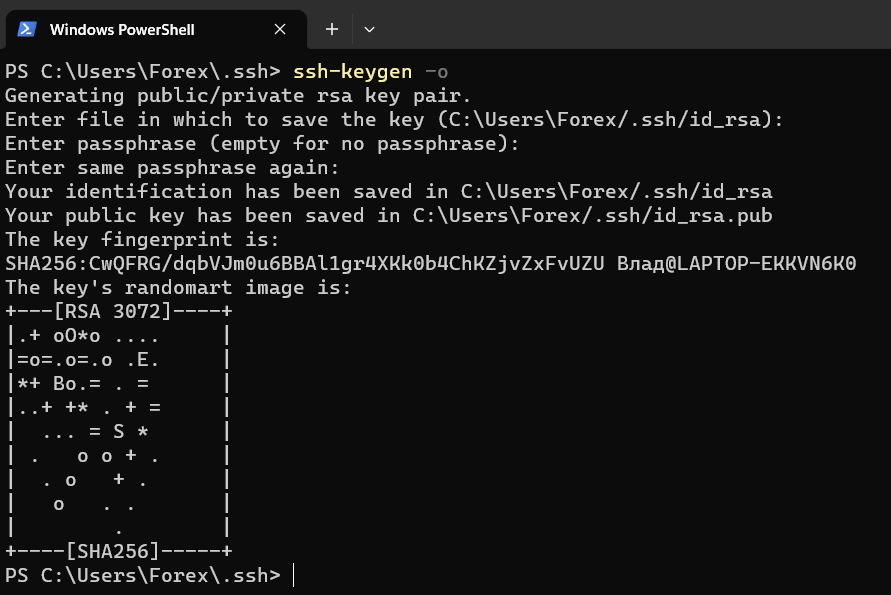 Windows PowerShell
PS C:\Users\Forex\.ssh> ssh-keygen -o
Generating public/private rsa key pair.
Enter file in which to save the key (C:\Users\Forex/.ssh/id_rsa):
Enter passphrase (empty for no passphrase):
Enter same passphrase again:
Your identification has been saved in C:\Users\Forex/.ssh/id_rsa
Your public key has been saved in C:\Users\Forex/.ssh/id_rsa.pub
The key fingerprint is:
SHA256:CwQFRG/dqbVJm0u6BBAl1gr4XKk0b4ChKZjvZxFvUZU Влад@LAPTOP-EKKVN6K0
The key's randomart image is:
+---[RSA 3072]----+
|.+ oO*o ....     |
|=o=.o=.o .E.     |
|*+ Bo.= . =      |
|..+ +* . + =     |
|  ... = S *      |
| .   o o + .     |
|  . o   + .      |
|   o   . .       |
|        .        |
+----[SHA256]-----+
PS C:\Users\Forex\.ssh>